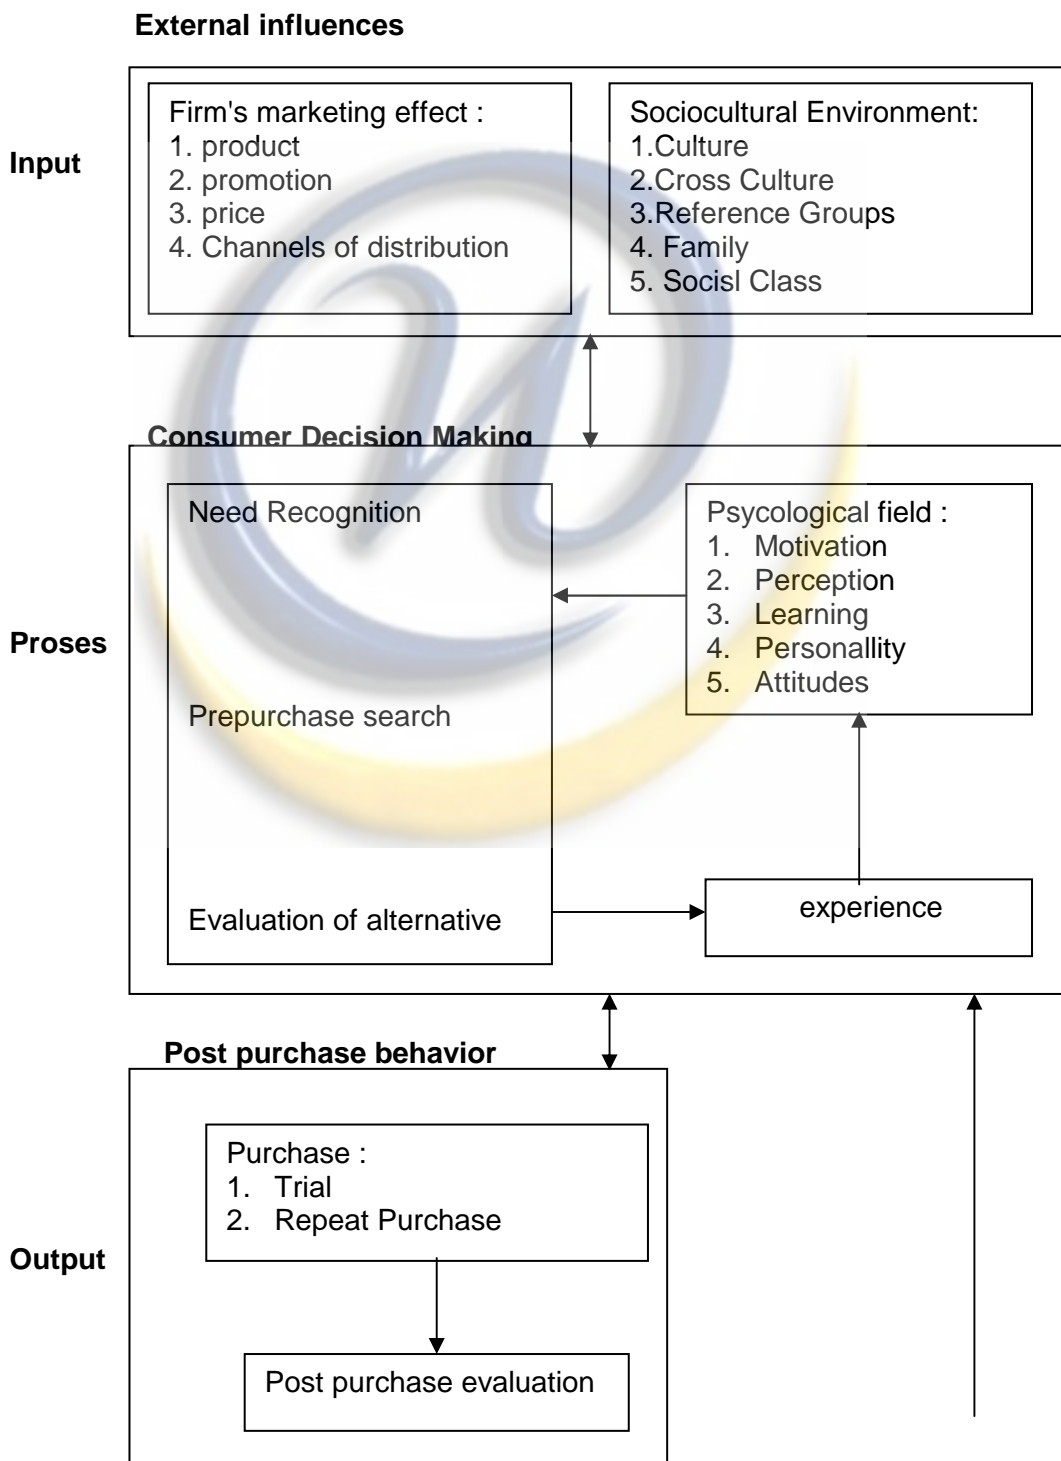 External influences
Input
Firm's marketing effect :
1. product
2. promotion
3. price
4. Channels of distribution
Sociocultural Environment:
1.Culture
2.Cross Culture
3.Reference Groups
4. Family
5. Socisl Class
Consumer Decision Making
Proses
Need Recognition
Prepurchase search
Evaluation of alternative
Psycological field :
1. Motivation
2. Perception
3. Learning
4. Personallity
5. Attitudes
experience
Post purchase behavior
Output
Purchase :
1. Trial
2. Repeat Purchase
Post purchase evaluation